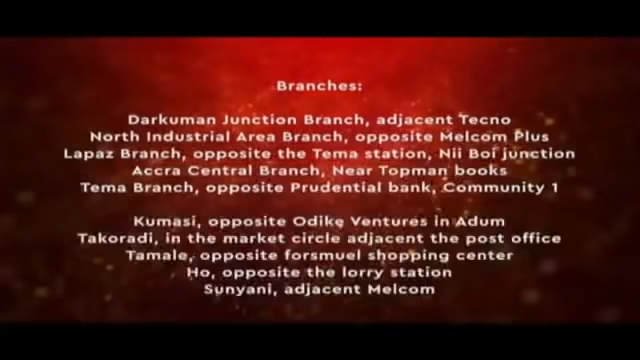 Branches:
Darkuman Junction Branch, adjacent Tecno
North Industrial Area Branch, opposite Melcom Plus
Lapaz Branch, opposite the Tema station, Nii Boi junction
Accra Central Branch, Near Topman books
Tema Branch, opposite Prudential bank, Community 1
Kumasi, opposite Odike Ventures in Adum
Takoradi, in the market circle adjacent the post office
Tamale, opposite forsmuel shopping center
Ho, opposite the lorry station
Sunyani, adjacent Melcom